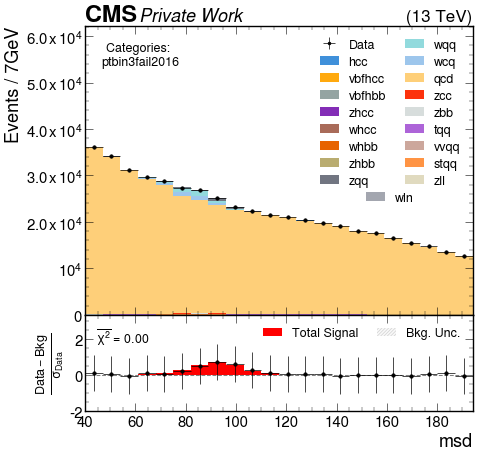 CMS Private Work (13 TeV)
Events / 7GeV
Categories:
ptbin3fail2016
Data
hcc
vbfhcc
vbfhbb
zhcc
whcc
whbb
zhbb
zqq
wqq
wcq
qcd
zcc
zbb
tqq
vvqq
stqq
zll
wln
6.0 x 10⁴
5.0 x 10⁴
4.0 x 10⁴
3.0 x 10⁴
2.0 x 10⁴
10⁴
0
χ² = 0.00
Total Signal
Bkg. Unc.
Data - Bkg
σData
2
0
-2
40 60 80 100 120 140 160 180
msd